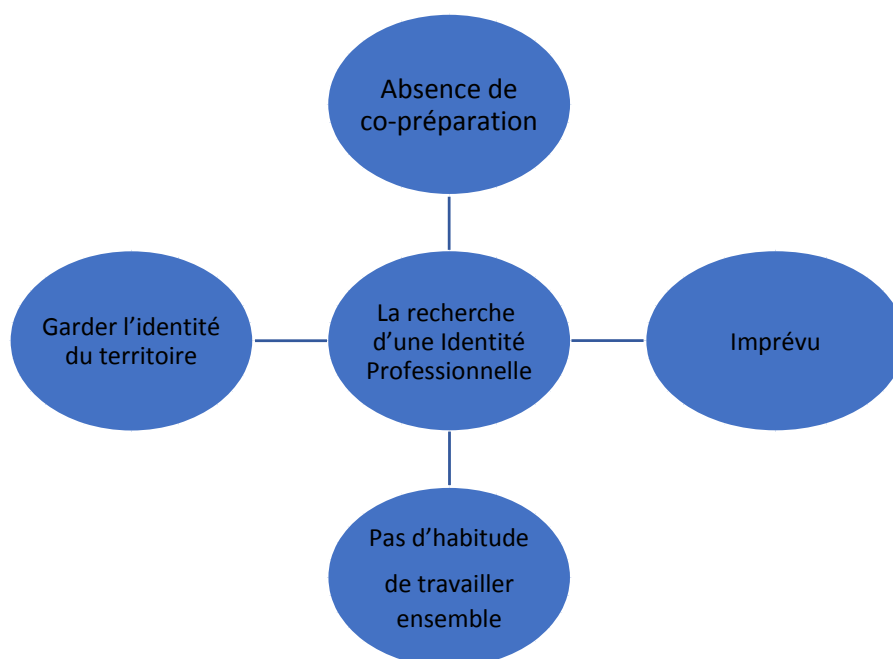 Absence de
co-préparation
Garder l’identité
du territoire
La recherche
d’une Identité
Professionnelle
Imprévu
Pas d’habitude
de travailler
ensemble